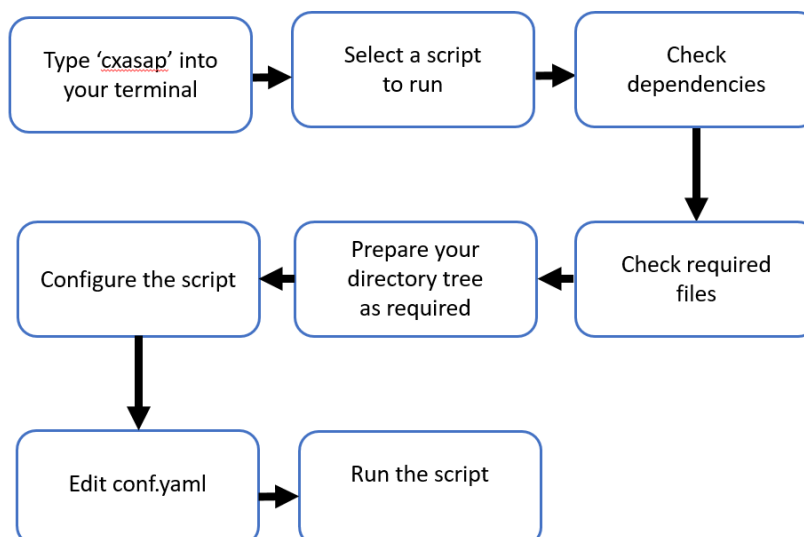 Type ‘cxasap’ into
your terminal
Select a script
to run
Check
dependencies
Check required
files
Prepare your
directory tree
as required
Configure the script
Edit conf.yaml
Run the script